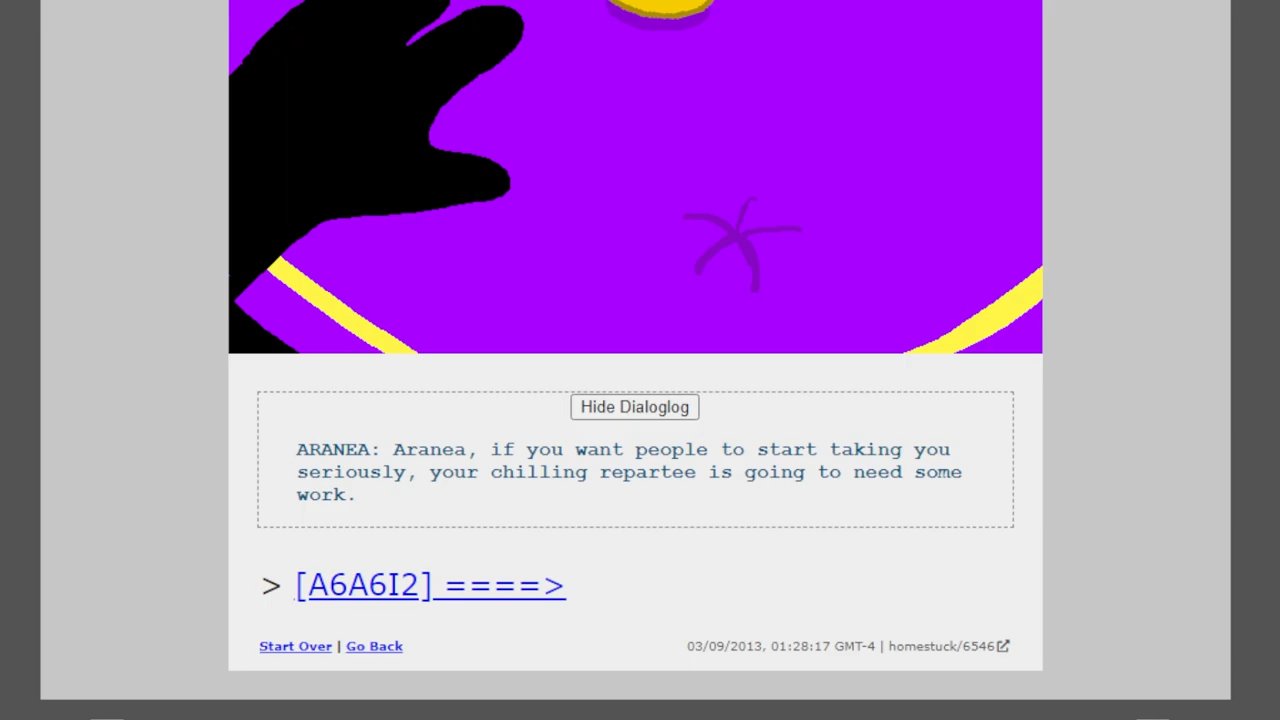 Hide Dialoglog
ARANEA: Aranea, if you want people to start taking you
seriously, your chilling repartee is going to need some
work.
> [A6A6I2] ====>
Start Over | Go Back
03/09/2013, 01:28:17 GMT-4 | homestuck/6546